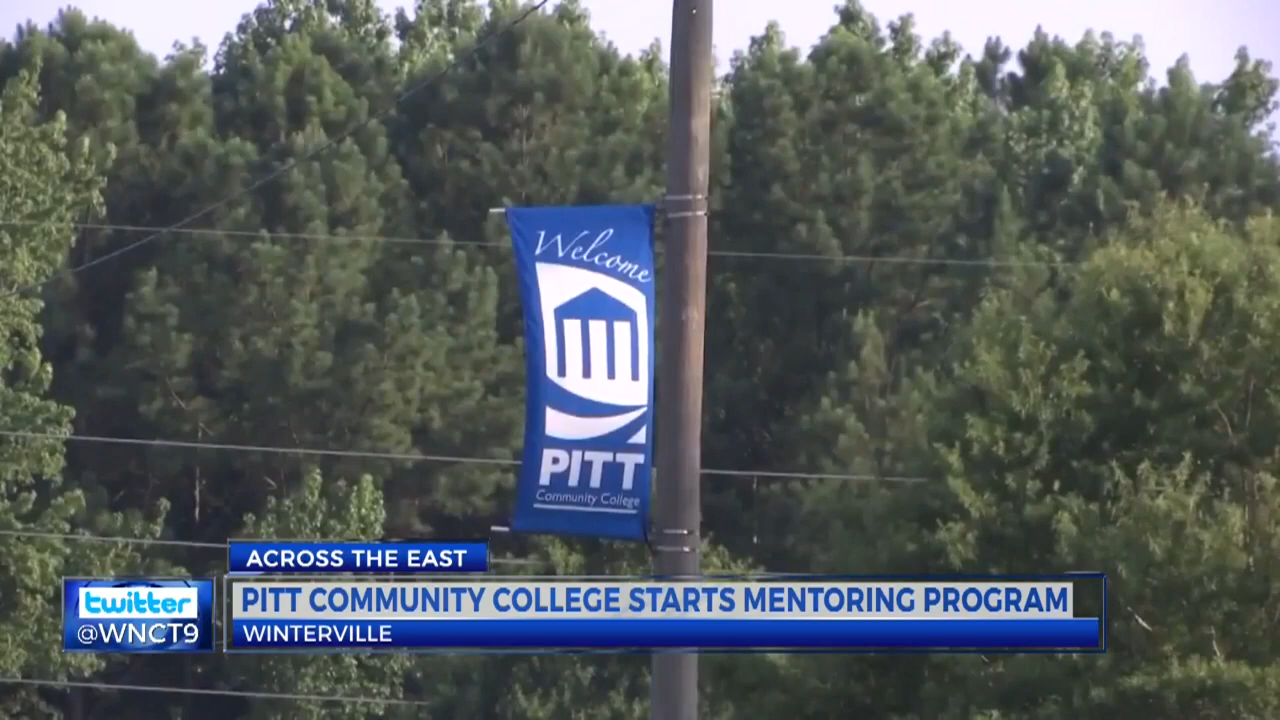 Welcome
PITT
Community College
ACROSS THE EAST
PITT COMMUNITY COLLEGE STARTS MENTORING PROGRAM
twitter
@WNCT9
WINTERVILLE